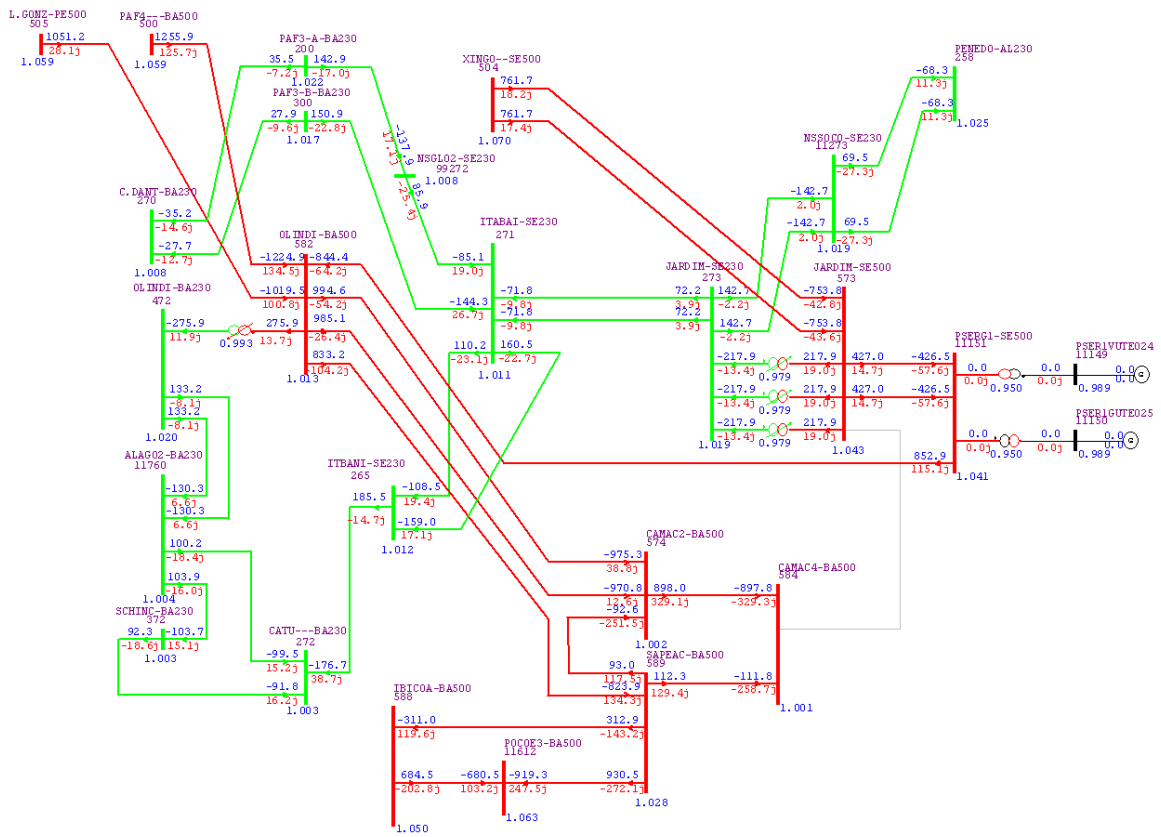 L.GONZ-PE500
505
1051.2
28.1j
1.059
PAF4---BA500
500
1255.9
125.7j
1.059
PAF3-A-BA230
200
35.5 142.9
-7.2j -17.0j
1.022
PAF3-B-BA230
300
27.9 150.9
-9.6j -22.8j
1.017
-137.9
17.1j
NSGLO2-SE230
99272
1.008
85.9
-25.4j
XINGO--SE500
504
761.7
18.2j
761.7
17.4j
1.070
PENEDO-AL230
258
-68.3
11.3j
-68.3
11.3j
1.025
NSSOCO-SE230
11273
69.5
-27.3j
-142.7
2.0j
-142.7 69.5
2.0j -27.3j
1.019
C.DANT-BA230
270
-35.2
-14.6j
-27.7
-12.7j
1.008
OLINDI-BA500
582
-1224.9 -844.4
134.5j -64.2j
-1019.5 994.6
100.8j -54.2j
275.9 985.1
13.7j -26.4j
833.2
-104.2j
1.013
ITABAI-SE230
271
-85.1
19.0j
-71.8
-9.8j
-144.3 -71.8
26.7j -9.8j
110.2 160.5
-23.1j -22.7j
1.011
OLINDI-BA230
472
-275.9
11.9j
0.993
133.2
-8.1j
133.2
-8.1j
1.020
JARDIM-SE230
273
72.2 142.7
3.9j -2.2j
72.2 142.7
3.9j -2.2j
-217.9
-13.4j
0.979
-217.9
-13.4j
0.979
-217.9
-13.4j
0.979
1.019
JARDIM-SE500
573
-753.8
-42.8j
-753.8
-43.6j
217.9 427.0
19.0j 14.7j
217.9 427.0
19.0j 14.7j
217.9
19.0j
1.043
PSERG1-SE500
11151
-426.5 0.0
-57.6j 0.0j
0.950
-426.5
-57.6j
0.0
0.0j
0.950
852.9
115.1j
1.041
PSER1VUTE024
11149
0.0 0.0
0.0j 0.0
0.989
G
PSER1GUTE025
11150
0.0 0.0
0.0j 0.0
0.989
G
ALAGO2-BA230
11760
-130.3
6.6j
-130.3
6.6j
100.2
-18.4j
103.9
-16.0j
1.004
ITBANI-SE230
265
185.5 -108.5
-14.7j 19.4j
-159.0
17.1j
1.012
SCHINC-BA230
372
92.3 -103.7
-18.6j 15.1j
1.003
CATU---BA230
272
-99.5
15.2j
-176.7
38.7j
-91.8
16.2j
1.003
CAMAC2-BA500
574
-975.3
38.8j
-970.8 898.0
12.6j 329.1j
-92.6
-251.5j
1.002
CAMAC4-BA500
584
-897.8
-329.3j
-111.8
-258.7j
1.001
SAPEAC-BA500
589
93.0 112.3
117.5j 129.4j
-823.9
134.3j
312.9
-143.2j
930.5
-272.1j
1.028
IBICOA-BA500
588
-311.0
119.6j
684.5
-202.8j
1.050
POCOE3-BA500
11612
-680.5 -919.3
103.2j 247.5j
1.063